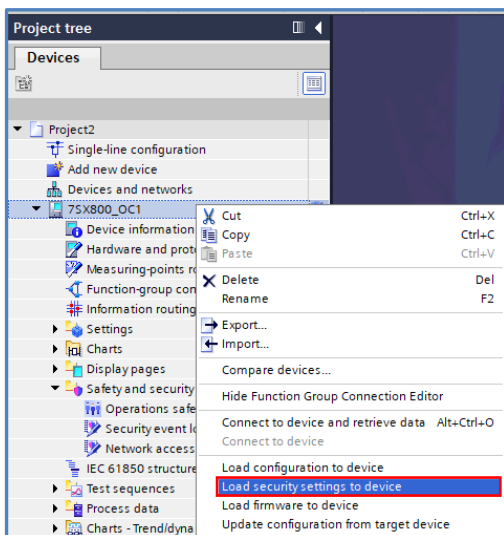 Project tree
Devices
Project2
Single-line configuration
Add new device
Devices and networks
7SX800_OC1
Device information
Hardware and prot
Measuring-points ro
Function-group con
Information routing
Settings
Charts
Display pages
Safety and security
Operations safe
Security event lo
Network access
IEC 61850 structure
Test sequences
Process data
Charts - Trend/dyna
Cut Ctrl+X
Copy Ctrl+C
Paste Ctrl+V
Delete Del
Rename F2
Export...
Import...
Compare devices...
Hide Function Group Connection Editor
Connect to device and retrieve data Alt+Ctrl+O
Connect to device
Load configuration to device
Load security settings to device
Load firmware to device
Update configuration from target device